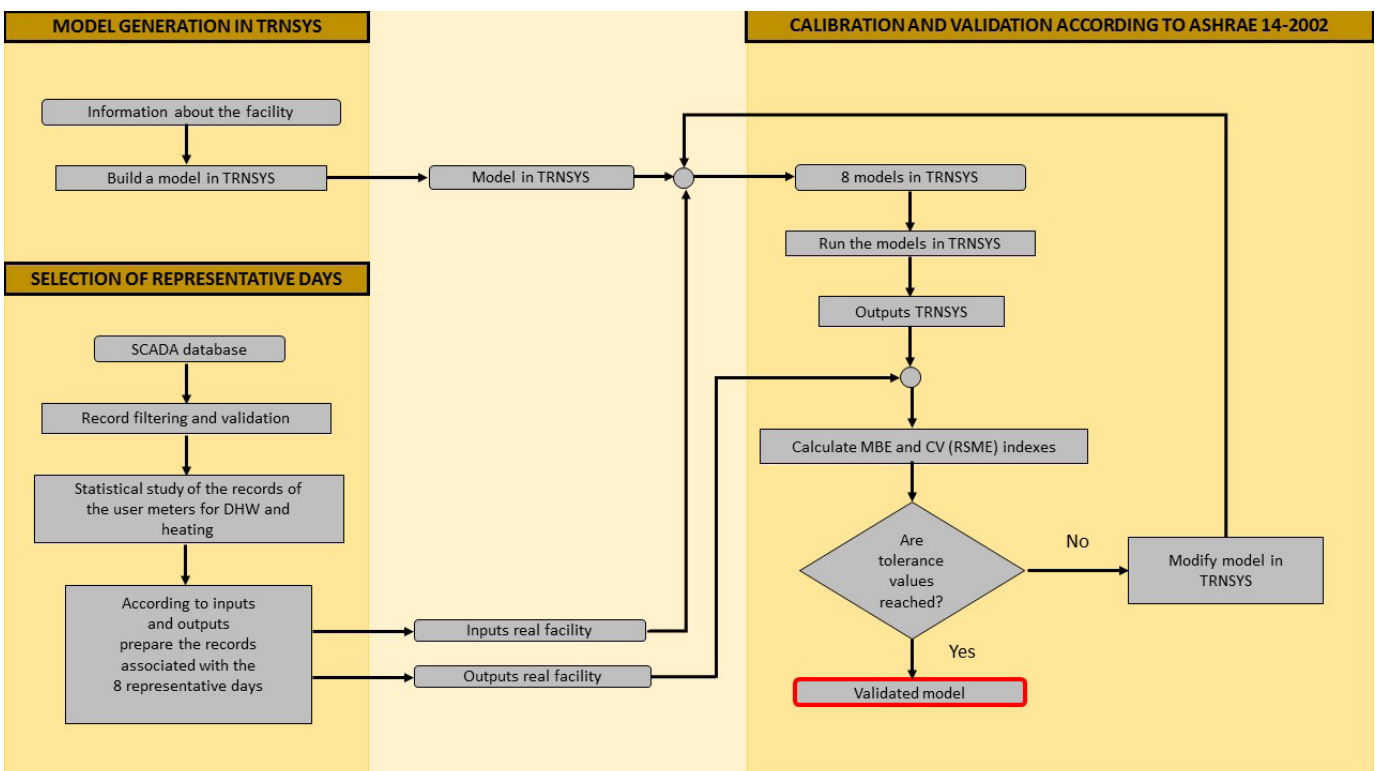 MODEL GENERATION IN TRNSYS
Information about the facility
Build a model in TRNSYS
SELECTION OF REPRESENTATIVE DAYS
SCADA database
Record filtering and validation
Statistical study of the records of
the user meters for DHW and
heating
According to inputs
and outputs
prepare the records
associated with the
8 representative days
Model in TRNSYS
Inputs real facility
Outputs real facility
CALIBRATION AND VALIDATION ACCORDING TO ASHRAE 14-2002
8 models in TRNSYS
Run the models in TRNSYS
Outputs TRNSYS
Calculate MBE and CV (RSME) indexes
Are
tolerance
values
reached?
No
Modify model in
TRNSYS
Yes
Validated model